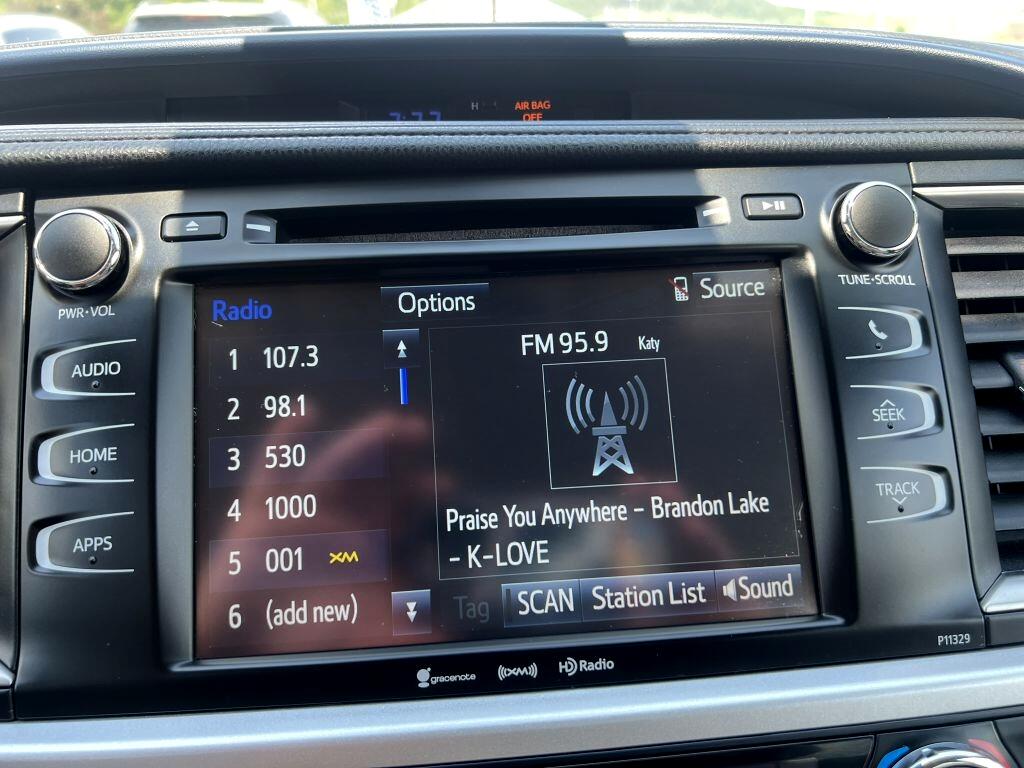 H
AIR BAG
OFF
PWR•VOL
TUNE•SCROLL
AUDIO
HOME
APPS
SEEK
TRACK
Radio
Options
Source
1 107.3
2 98.1
3 530
4 1000
5 001 XM
6 (add new)
FM 95.9 Katy
Praise You Anywhere – Brandon Lake
– K-LOVE
Tag SCAN Station List Sound
P11329
gracenote ((XM)) HD Radio